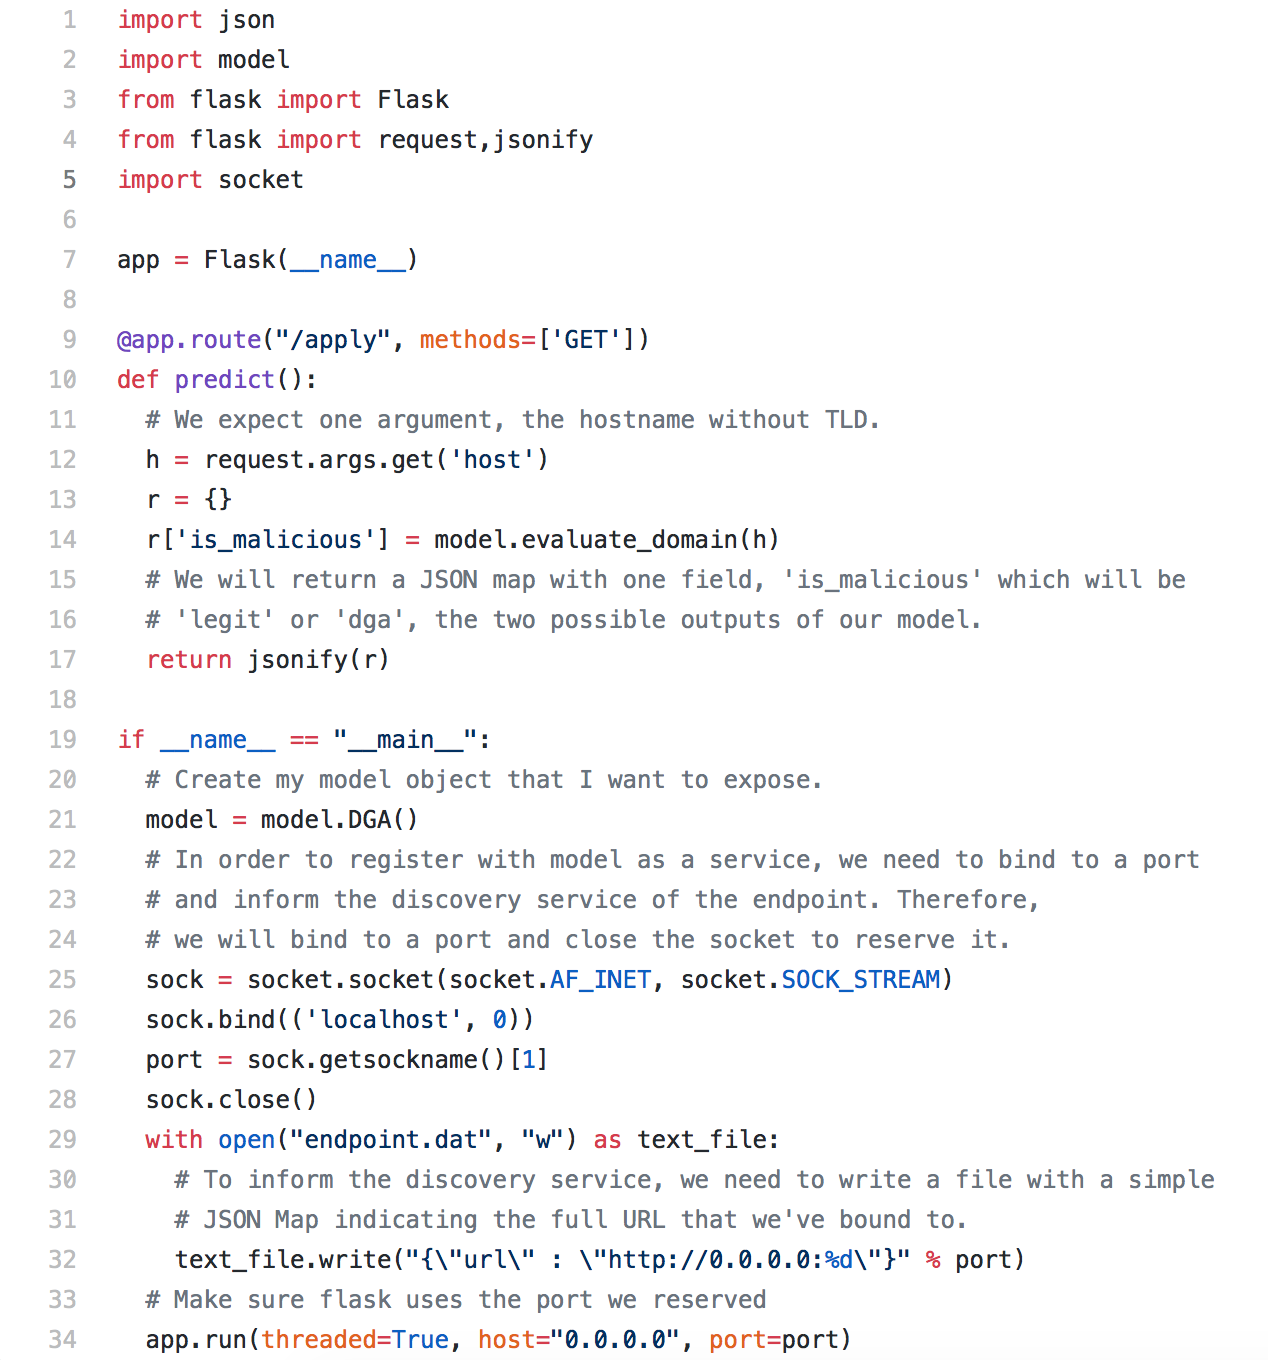 1 import json
2 import model
3 from flask import Flask
4 from flask import request,jsonify
5 import socket
6
7 app = Flask(__name__)
8
9 @app.route("/apply", methods=['GET'])
10 def predict():
11   # We expect one argument, the hostname without TLD.
12   h = request.args.get('host')
13   r = {}
14   r['is_malicious'] = model.evaluate_domain(h)
15   # We will return a JSON map with one field, 'is_malicious' which will be
16   # 'legit' or 'dga', the two possible outputs of our model.
17   return jsonify(r)
18
19 if __name__ == "__main__":
20   # Create my model object that I want to expose.
21   model = model.DGA()
22   # In order to register with model as a service, we need to bind to a port
23   # and inform the discovery service of the endpoint. Therefore,
24   # we will bind to a port and close the socket to reserve it.
25   sock = socket.socket(socket.AF_INET, socket.SOCK_STREAM)
26   sock.bind(('localhost', 0))
27   port = sock.getsockname()[1]
28   sock.close()
29   with open("endpoint.dat", "w") as text_file:
30     # To inform the discovery service, we need to write a file with a simple
31     # JSON Map indicating the full URL that we've bound to.
32     text_file.write("{\"url\" : \"http://0.0.0.0:%d\"}" % port)
33   # Make sure flask uses the port we reserved
34   app.run(threaded=True, host="0.0.0.0", port=port)